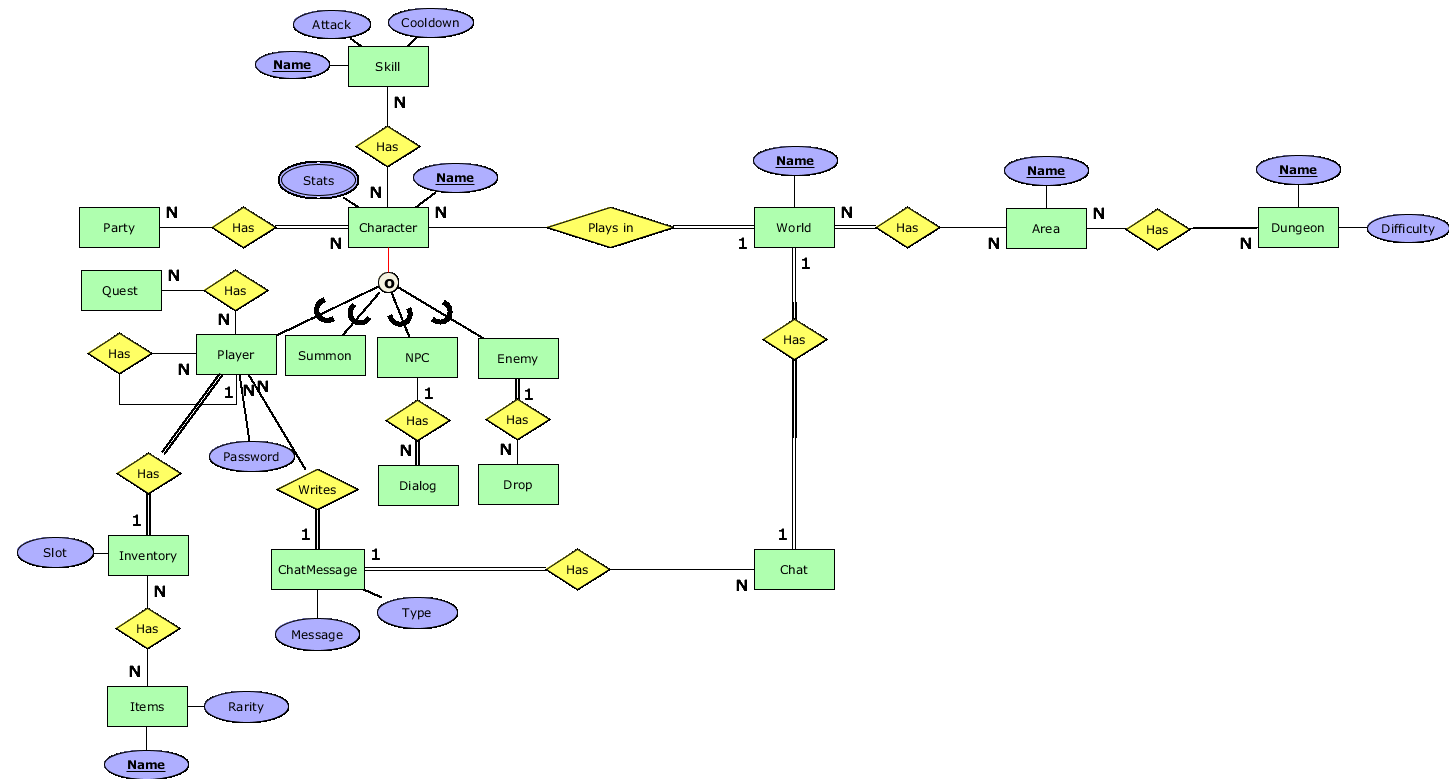 Attack
Cooldown
Name
Skill
N
Has
N
Stats
Name
Name
Name
Name
Party
N
Has
N
Character
N
Plays in
1
World
N
Has
N
Area
N
Has
N
Dungeon
Difficulty
1
Quest
N
Has
N
o
Has
N
Player
1
N
N
Summon
NPC
1
Enemy
1
Has
Has
Has
N
N
Password
Has
Writes
Dialog
Drop
1
1
1
Slot
Inventory
ChatMessage
1
Has
N
Chat
N
Message
Type
Has
N
Items
Rarity
Name